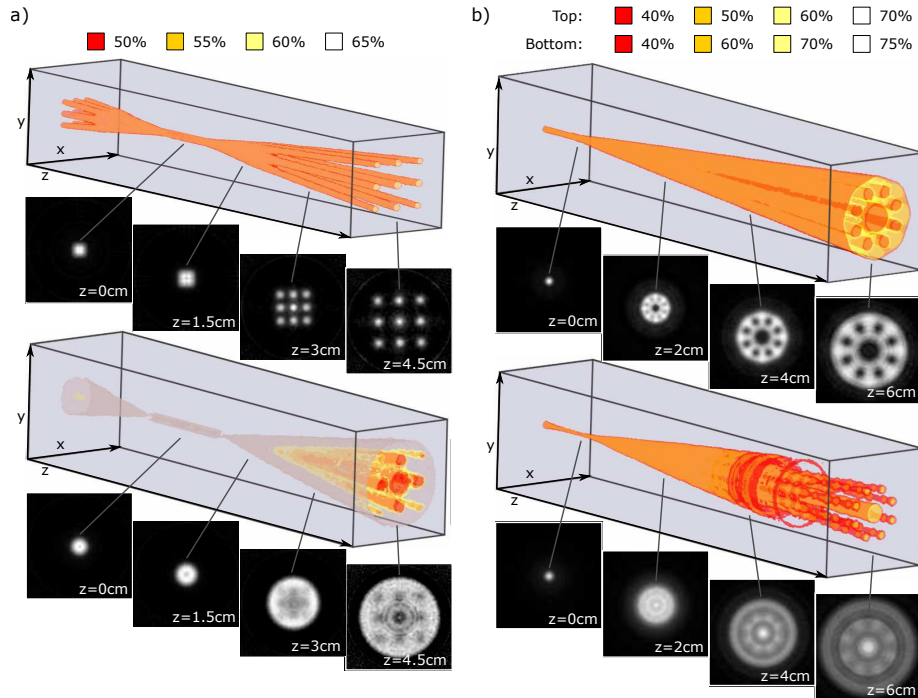 a)
50% 55% 60% 65%
y
x
z
z=0cm
z=1.5cm
z=3cm
z=4.5cm
y
x
z
z=0cm
z=1.5cm
z=3cm
z=4.5cm
b)
Top: 40% 50% 60% 70%
Bottom: 40% 60% 70% 75%
y
x
z
z=0cm
z=2cm
z=4cm
z=6cm
y
x
z
z=0cm
z=2cm
z=4cm
z=6cm